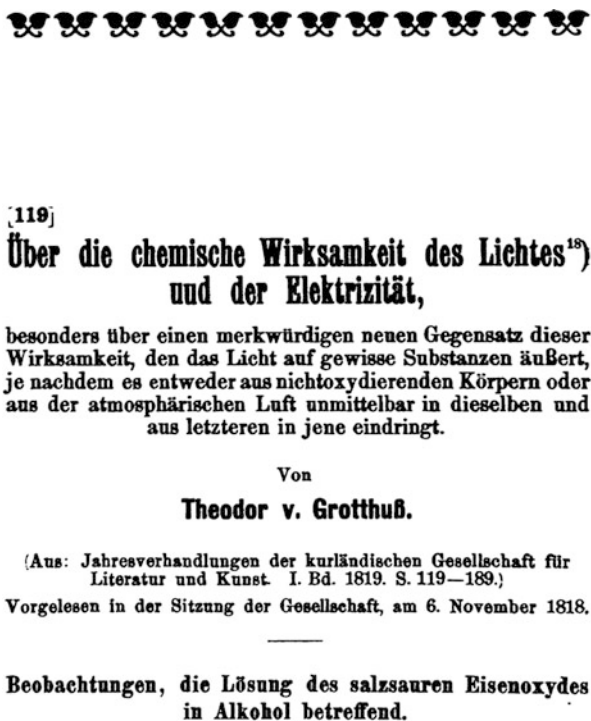 [119]
Über die chemische Wirksamkeit des Lichtes¹⁸)
und der Elektrizität,
besonders über einen merkwürdigen neuen Gegensatz dieser
Wirksamkeit, den das Licht auf gewisse Substanzen äußert,
je nachdem es entweder aus nichtoxydierenden Körpern oder
aus der atmosphärischen Luft unmittelbar in dieselben und
aus letzteren in jene eindringt.
Von
Theodor v. Grotthuß.
(Aus: Jahresverhandlungen der kurländischen Gesellschaft für
Literatur und Kunst. I. Bd. 1819. S. 119—189.)
Vorgelesen in der Sitzung der Gesellschaft, am 6. November 1818.
Beobachtungen, die Lösung des salzsauren Eisenoxydes
in Alkohol betreffend.